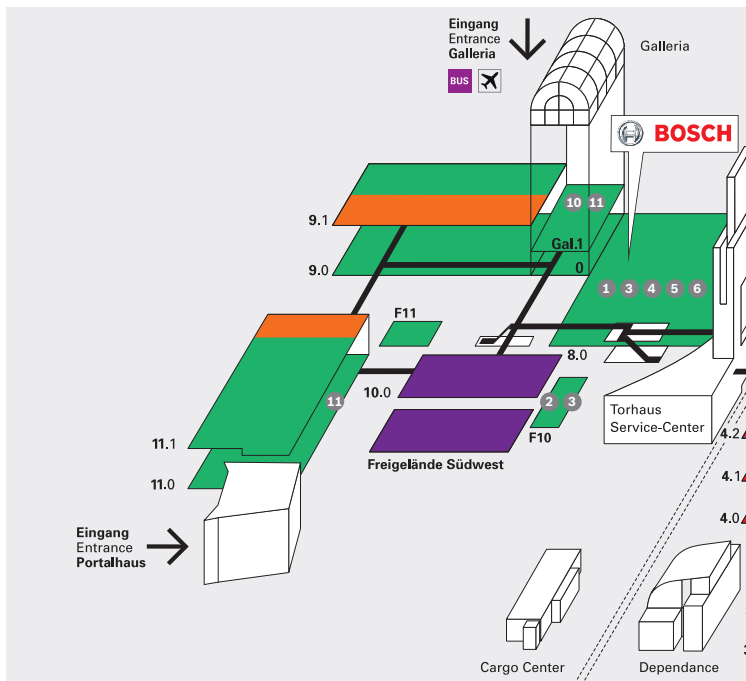 Eingang
Entrance
Galleria
BUS
Galleria
BOSCH
10 11
9.1
Gal.1
9.0
0
1 3 4 5 6
F11
8.0
10.0
11
2 3
Torhaus
Service-Center
F10
4.2
11.1
Freigelände Südwest
4.1
11.0
4.0
Eingang
Entrance
Portalhaus
Cargo Center
Dependance